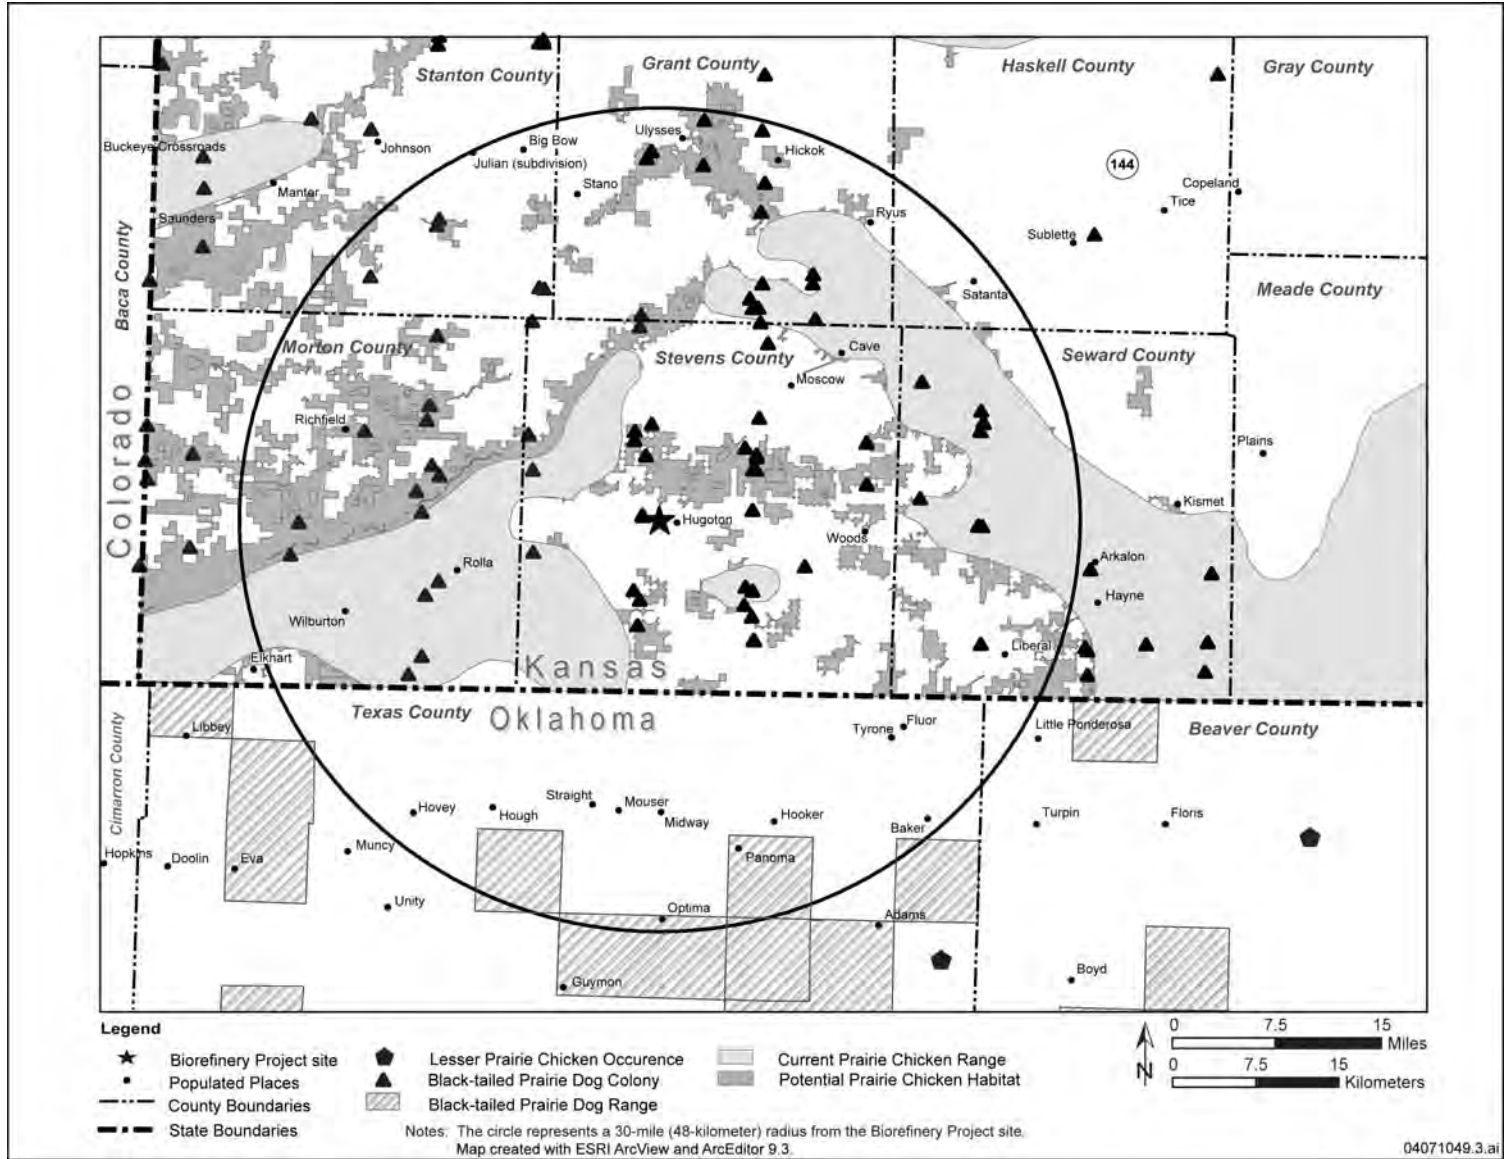 Stanton County
Grant County
Haskell County
Gray County
Buckeye Crossroads
Johnson
Big Bow
Julian (subdivision)
Ulysses
Hickok
144
Manter
Stano
Copeland
Tice
Saunders
Ryus
Sublette
Baca County
Satanta
Meade County
Morton County
Stevens County
Cave
Seward County
Moscow
Colorado
Richfield
Plains
Kismet
Hugoton
Woods
Rolla
Arkalon
Wilburton
Hayne
Elkhart
Kansas
Liberal
Texas County
Oklahoma
Cimarron County
Libbey
Tyrone
Fluor
Little Ponderosa
Beaver County
Hovey
Hough
Straight
Mouser
Midway
Hooker
Baker
Turpin
Floris
Hopkins
Doolin
Eva
Muncy
Panoma
Unity
Optima
Adams
Guymon
Boyd
Legend
Biorefinery Project site
Populated Places
County Boundaries
State Boundaries
Lesser Prairie Chicken Occurence
Black-tailed Prairie Dog Colony
Black-tailed Prairie Dog Range
Current Prairie Chicken Range
Potential Prairie Chicken Habitat
N
0 7.5 15
Miles
0 7.5 15
Kilometers
Notes: The circle represents a 30-mile (48-kilometer) radius from the Biorefinery Project site.
Map created with ESRI ArcView and ArcEditor 9.3.
04071049.3.ai